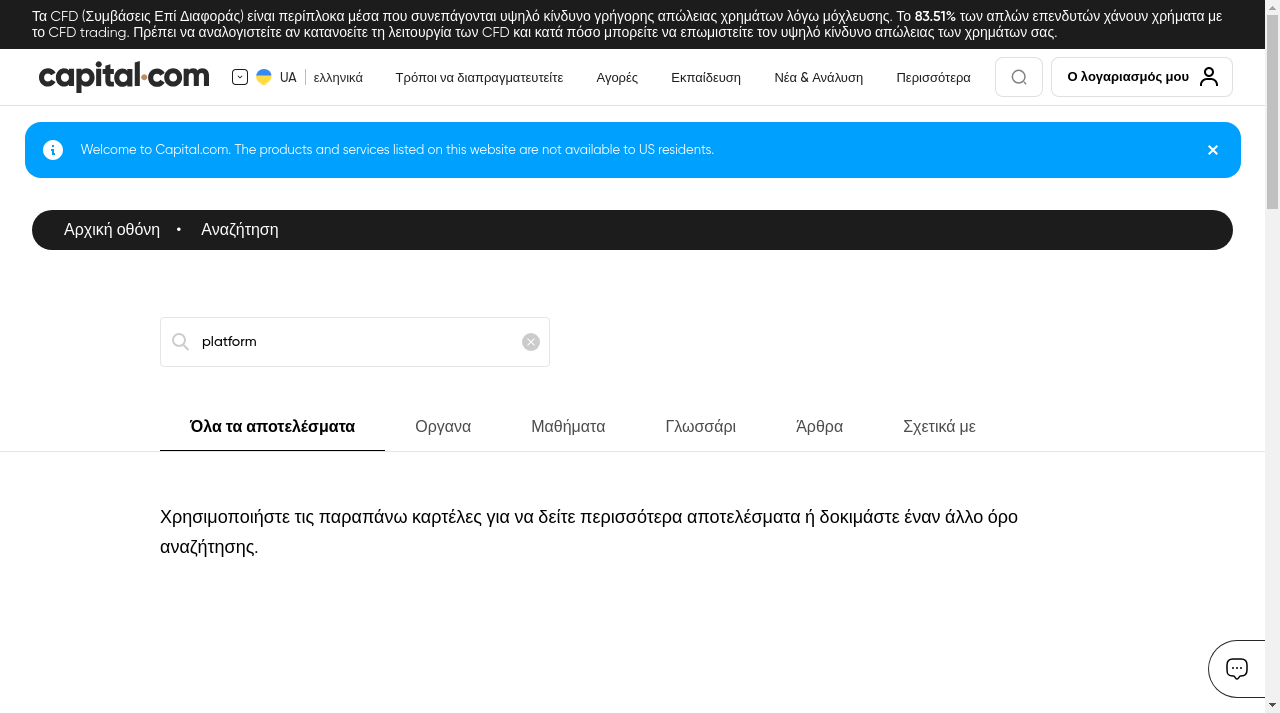 Τα CFD (Συμβάσεις Επί Διαφοράς) είναι περίπλοκα μέσα που συνεπάγονται υψηλό κίνδυνο γρήγορης απώλειας χρημάτων λόγω μόχλευσης. Το 83.51% των απλών επενδυτών χάνουν χρήματα με
το CFD trading. Πρέπει να αναλογιστείτε αν κατανοείτε τη λειτουργία των CFD και κατά πόσο μπορείτε να επωμιστείτε τον υψηλό κίνδυνο απώλειας των χρημάτων σας.
capital.com UA ελληνικά Τρόποι να διαπραγματευτείτε Αγορές Εκπαίδευση Νέα & Ανάλυση Περισσότερα Ο λογαριασμός μου
Welcome to Capital.com. The products and services listed on this website are not available to US residents.
Αρχική οθόνη • Αναζήτηση
platform
Όλα τα αποτελέσματα Οργανα Μαθήματα Γλωσσάρι Άρθρα Σχετικά με
Χρησιμοποιήστε τις παραπάνω καρτέλες για να δείτε περισσότερα αποτελέσματα ή δοκιμάστε έναν άλλο όρο
αναζήτησης.